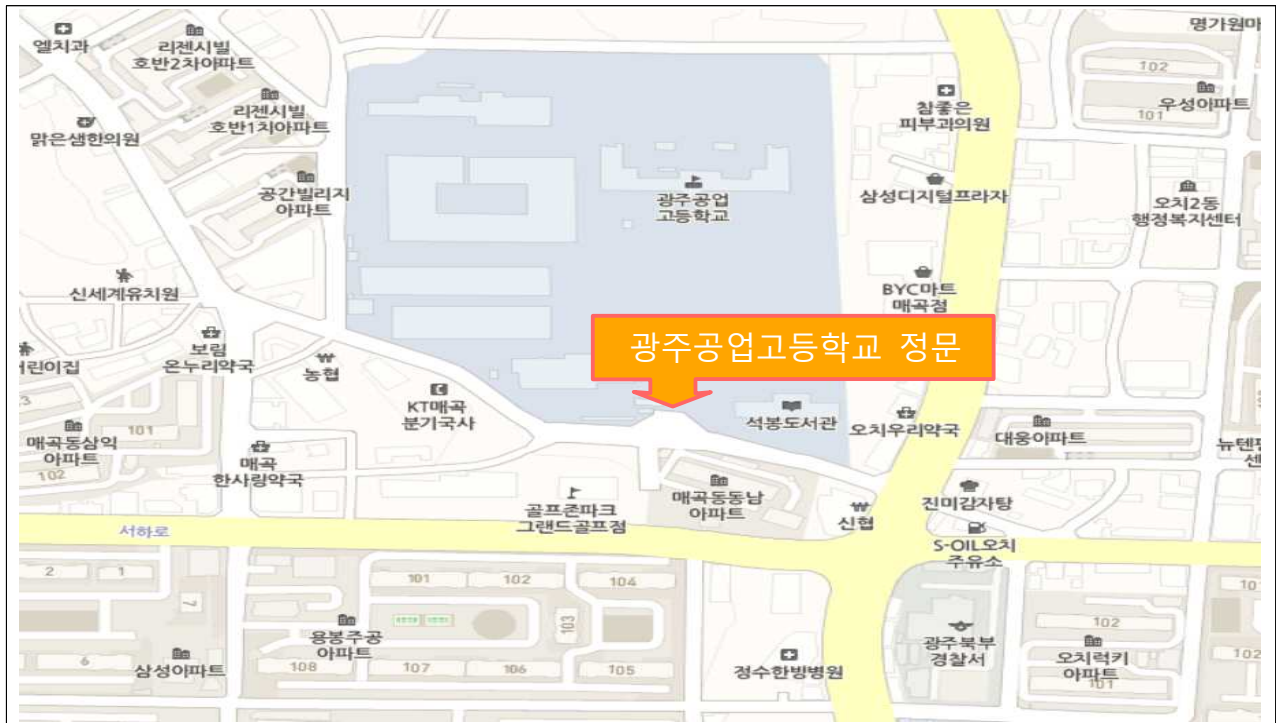 엘치과
리젠시빌
호반2차아파트
명가원마
102
우성아파트
101
리젠시빌
호반1차아파트
참좋은
피부과의원
맑은샘한의원
공간빌리지
아파트
광주공업
고등학교
삼성디지털프라자
오치2동
행정복지센터
신세계유치원
BYC마트
매곡점
광주공업고등학교 정문
보림
온누리약국
농협
어린이집
KT매곡
분기국사
석봉도서관
오치우리약국
대웅아파트
101
매곡동삼익
아파트
102
매곡
한사랑약국
매곡동동남
아파트
진미감자탕
골프존파크
그랜드골프점
신협
서하로
S-OIL오치
주유소
2
1
101
102
104
103
7
용봉주공
아파트
6
삼성아파트
108
107
106
105
정수한방병원
광주북부
경찰서
102
오치럭키
아파트
101
102
10